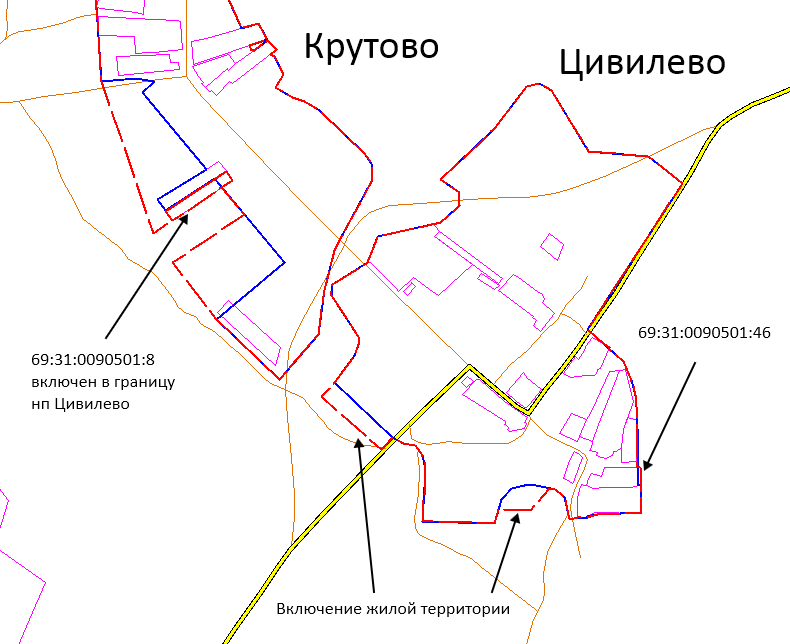 Крутово
Цивилево
69:31:0090501:46
69:31:0090501:8
включен в границу
нп Цивилево
Включение жилой территории